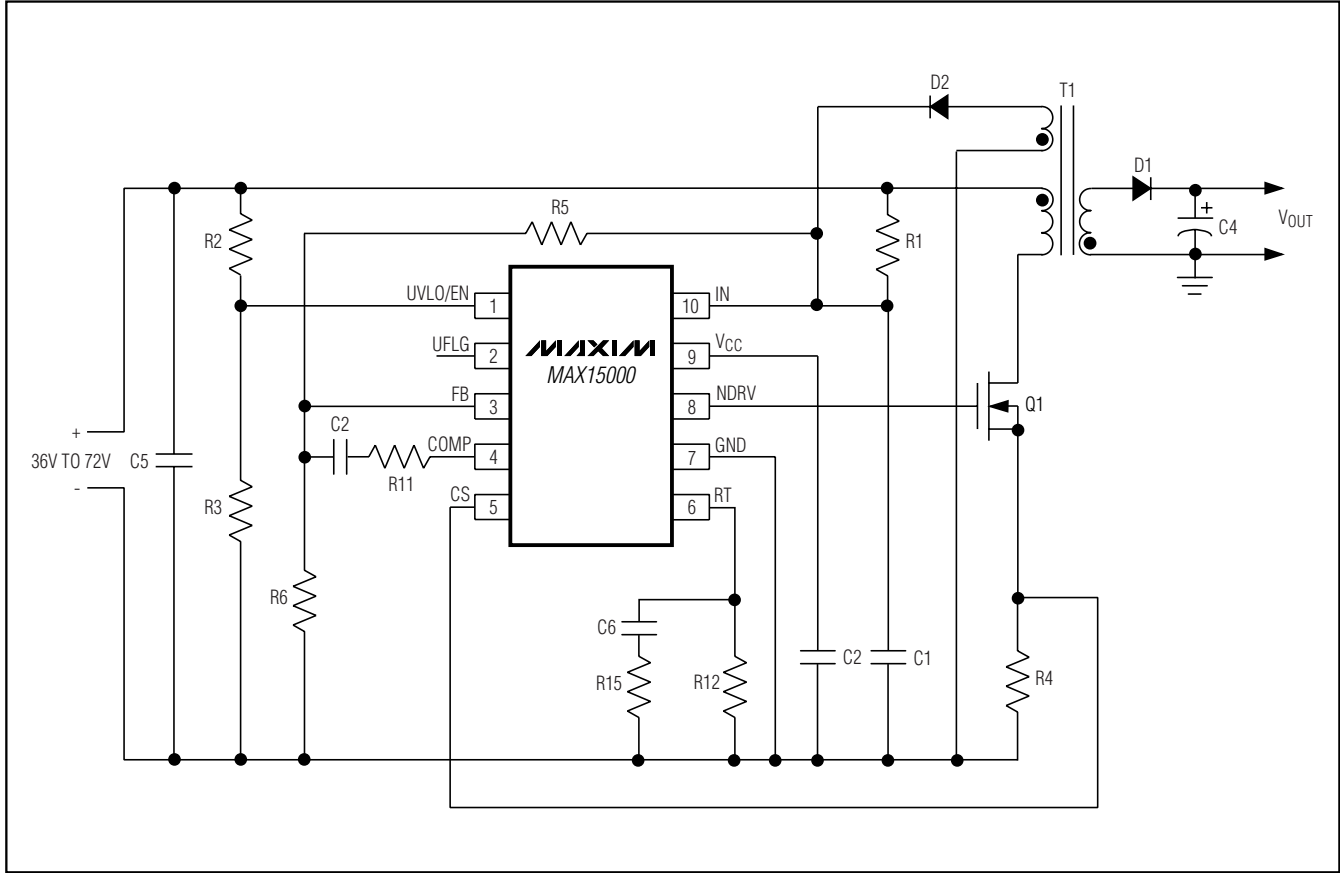 D2
T1
D1
+
C4
VOUT
R2
R5
R1
UVLO/EN
1
10
IN
UFLG
2
MAXIM
MAX15000
9
VCC
FB
3
8
NDRV
Q1
C2
R11
COMP
4
7
GND
+
36V TO 72V
-
C5
R3
CS
5
6
RT
R6
C6
R15
R12
C2
C1
R4